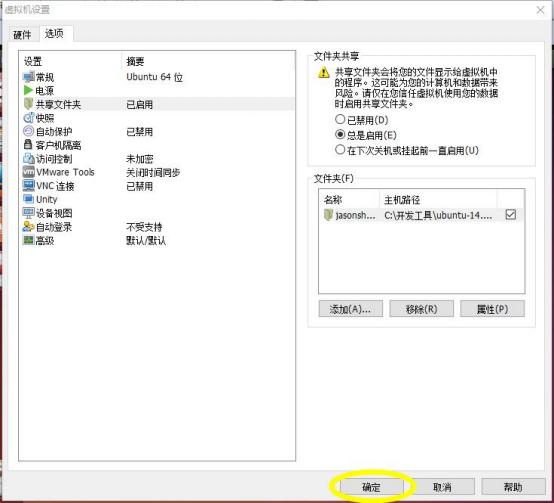 虚拟机设置
硬件 选项
设置 摘要
常规 Ubuntu 64 位
电源
共享文件夹 已启用
快照
自动保护 已禁用
客户机隔离
访问控制 未加密
VMware Tools 关闭时间同步
VNC 连接 已禁用
Unity
设备视图
自动登录 不受支持
高级 默认/默认
文件夹共享
共享文件夹会将您的文件显示给虚拟机中
的程序。这可能为您的计算机和数据带来
风险。请仅在您信任虚拟机使用您的数据
时启用共享文件夹。
已禁用(D)
总是启用(E)
在下次关机或挂起前一直启用(U)
文件夹(F)
名称 主机路径
jasonsh... C:\开发工具\ubuntu-14....
添加(A)... 移除(R) 属性(P)
确定 取消 帮助